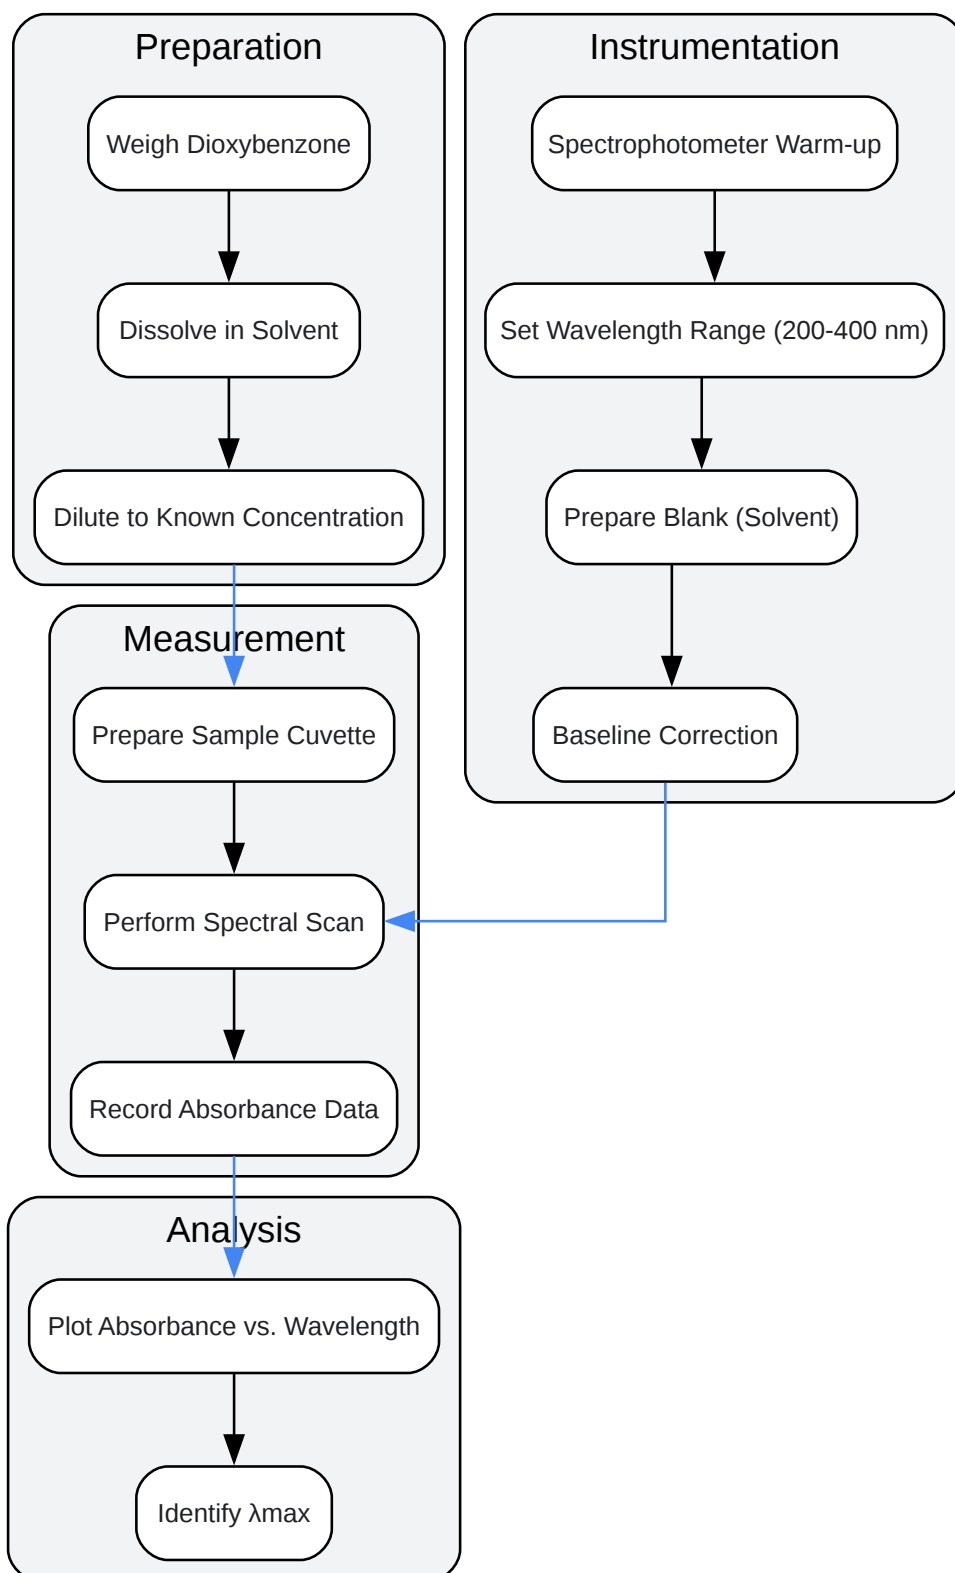 Preparation
Weigh Dioxybenzone
Dissolve in Solvent
Dilute to Known Concentration
Instrumentation
Spectrophotometer Warm-up
Set Wavelength Range (200-400 nm)
Prepare Blank (Solvent)
Baseline Correction
Measurement
Prepare Sample Cuvette
Perform Spectral Scan
Record Absorbance Data
Analysis
Plot Absorbance vs. Wavelength
Identify λmax